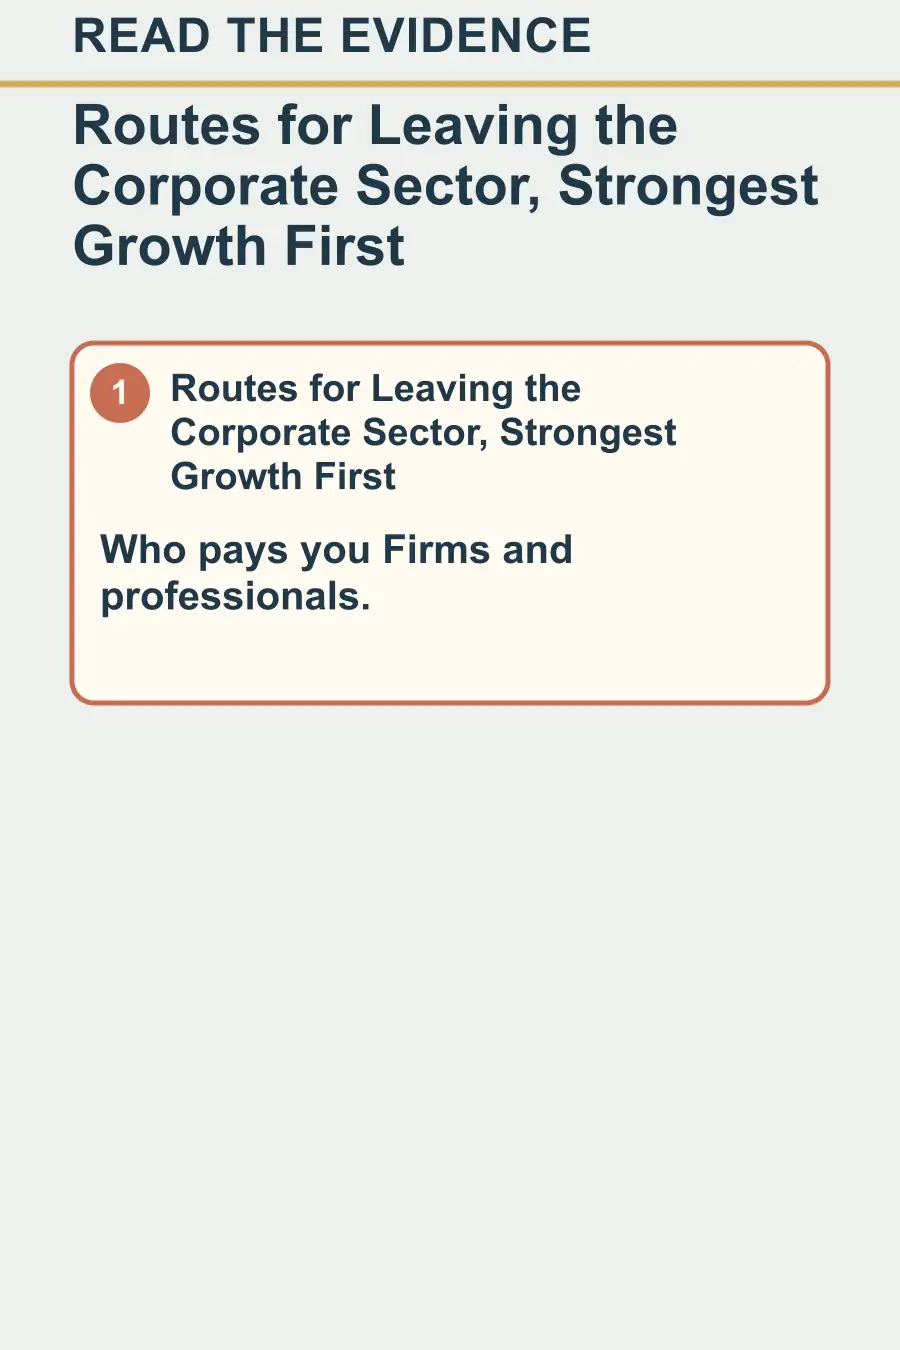 READ THE EVIDENCE
Routes for Leaving the
Corporate Sector, Strongest
Growth First
1
Routes for Leaving the
Corporate Sector, Strongest
Growth First
Who pays you Firms and
professionals.